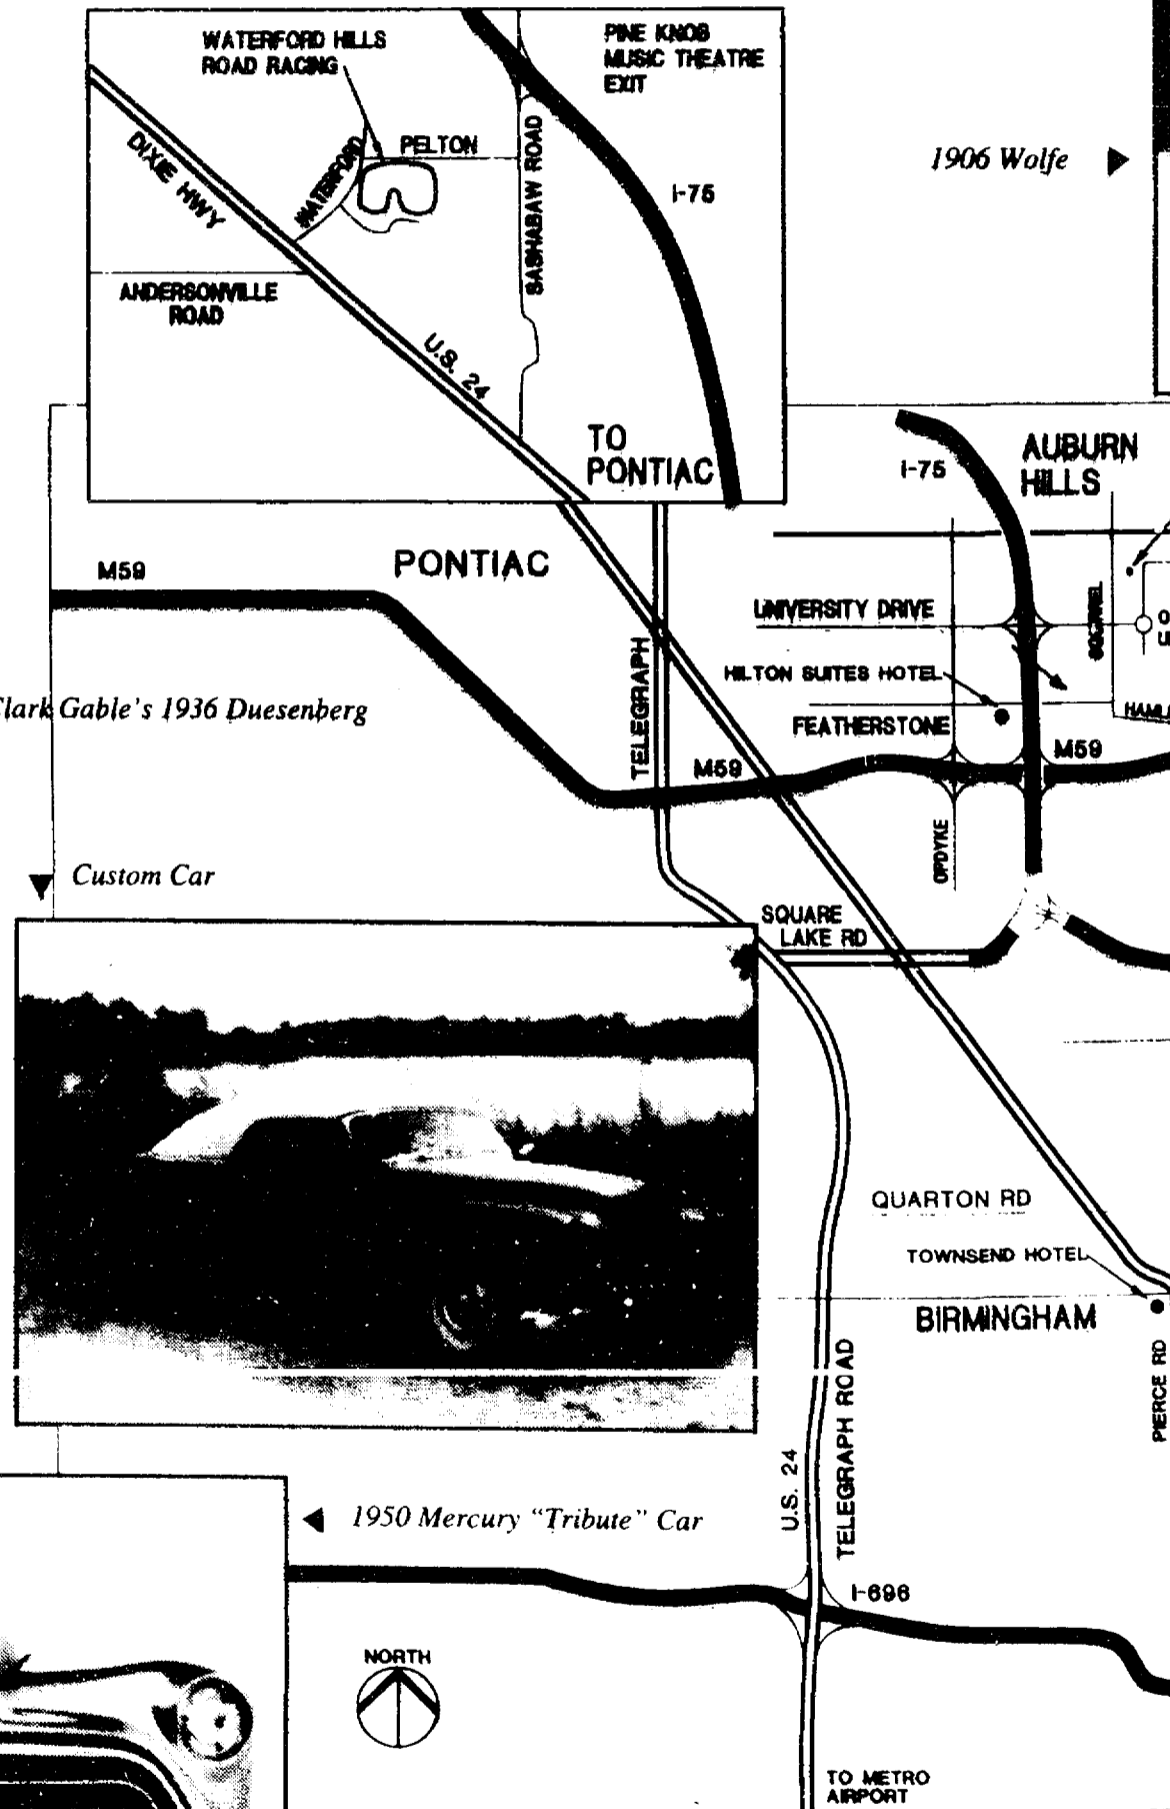 WATERFORD HILLS
ROAD RACING
PINE KNOB
MUSIC THEATRE
EXIT
DIXIE HWY
WATERFORD
PELTON
SASHABAW ROAD
I-75
ANDERSONVILLE
ROAD
U.S. 24
TO
PONTIAC
1906 Wolfe
I-75
AUBURN
HILLS
M59
PONTIAC
UNIVERSITY DRIVE
SQUIRREL
TELEGRAPH
HILTON SUITES HOTEL
Clark Gable's 1936 Duesenberg
FEATHERSTONE
M59
M59
OPDYKE
Custom Car
SQUARE
LAKE RD
QUARTON RD
TOWNSEND HOTEL
BIRMINGHAM
PIERCE RD
U.S. 24
TELEGRAPH ROAD
1950 Mercury “Tribute” Car
I-696
NORTH
TO METRO
AIRPORT